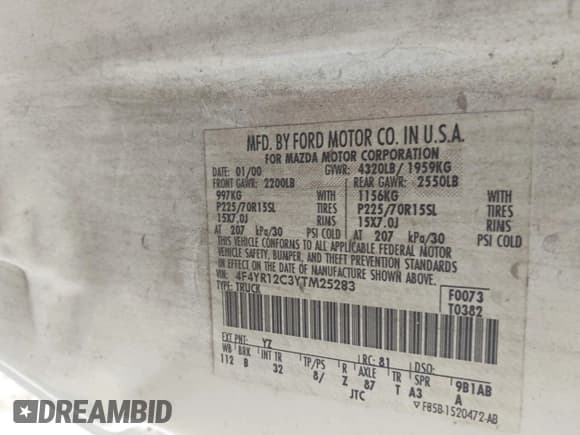 MFD. BY FORD MOTOR CO. IN U.S.A.
FOR MAZDA MOTOR CORPORATION
DATE: 01/00 GVWR: 4320LB/ 1959KG
FRONT GAWR: 2200LB REAR GAWR: 2550LB
997KG WITH 1156KG WITH
P225/70R15SL TIRES P225/70R15SL TIRES
15X7.0J RIMS 15X7.0J RIMS
AT 207 kPa/30 PSI COLD AT 207 kPa/30 PSI COLD
THIS VEHICLE CONFORMS TO ALL APPLICABLE FEDERAL MOTOR
VEHICLE SAFETY, BUMPER, AND THEFT PREVENTION STANDARDS
IN EFFECT ON THE DATE OF MANUFACTURE SHOWN ABOVE.
VIN: 4F4YR12C3YTM25283 F0073
TYPE: TRUCK T0382
EXT PNT: YZ RC: 81 DSO:
WB BRK INT TR TP/PS R AXLE TR SPR 9B1AB
112 B 32 8/ Z 87 T A3 A
JTC F85B-1520472-AB
DREAMBID